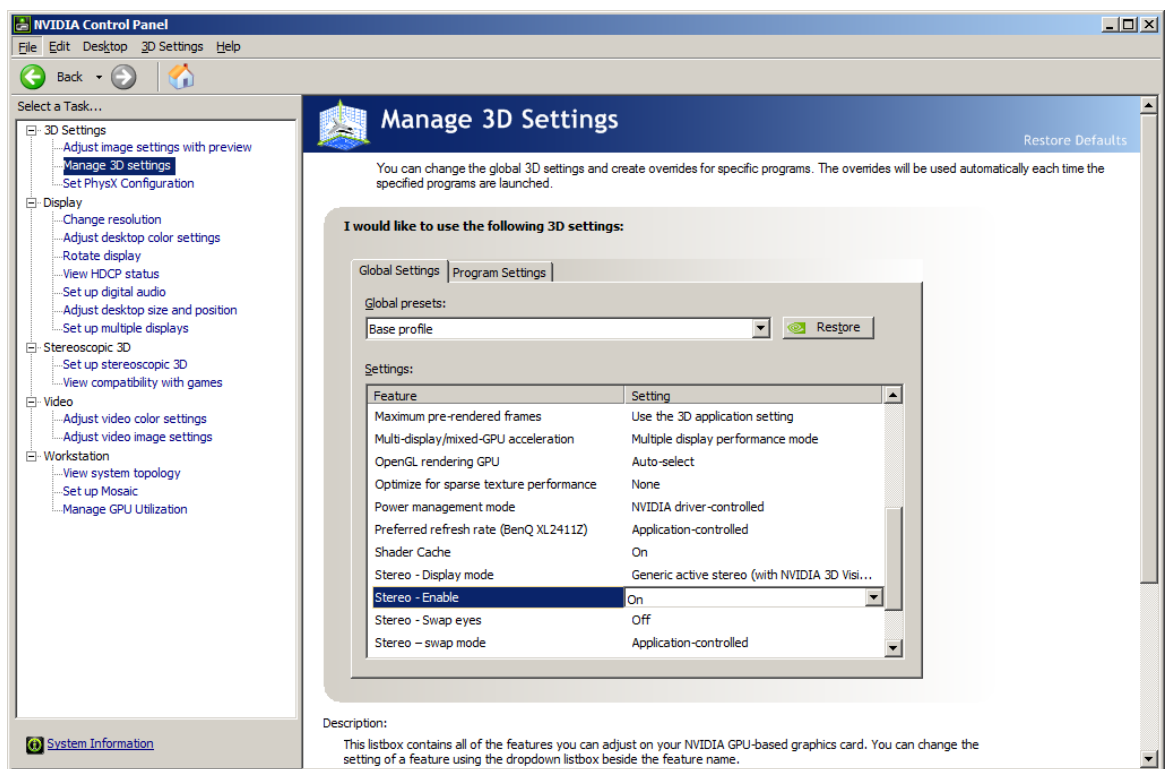 NVIDIA Control Panel
File Edit Desktop 3D Settings Help
Back
Select a Task...
3D Settings
Adjust image settings with preview
Manage 3D settings
Set PhysX Configuration
Display
Change resolution
Adjust desktop color settings
Rotate display
View HDCP status
Set up digital audio
Adjust desktop size and position
Set up multiple displays
Stereoscopic 3D
Set up stereoscopic 3D
View compatibility with games
Video
Adjust video color settings
Adjust video image settings
Workstation
View system topology
Set up Mosaic
Manage GPU Utilization
System Information
Manage 3D Settings
Restore Defaults
You can change the global 3D settings and create overrides for specific programs. The overrides will be used automatically each time the
specified programs are launched.
I would like to use the following 3D settings:
Global Settings Program Settings
Global presets:
Base profile Restore
Settings:
Feature Setting
Maximum pre-rendered frames Use the 3D application setting
Multi-display/mixed-GPU acceleration Multiple display performance mode
OpenGL rendering GPU Auto-select
Optimize for sparse texture performance None
Power management mode NVIDIA driver-controlled
Preferred refresh rate (BenQ XL2411Z) Application-controlled
Shader Cache On
Stereo - Display mode Generic active stereo (with NVIDIA 3D Visi...
Stereo - Enable On
Stereo - Swap eyes Off
Stereo – swap mode Application-controlled
Description:
This listbox contains all of the features you can adjust on your NVIDIA GPU-based graphics card. You can change the
setting of a feature using the dropdown listbox beside the feature name.